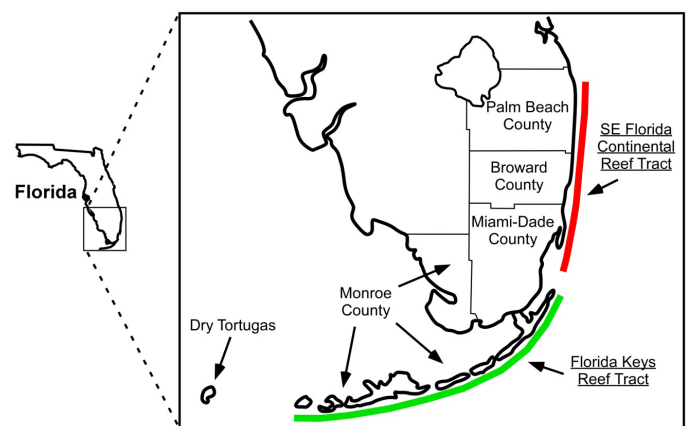 Florida
Palm Beach
County
Broward
County
Miami-Dade
County
SE Florida
Continental
Reef Tract
Monroe
County
Dry Tortugas
Florida Keys
Reef Tract